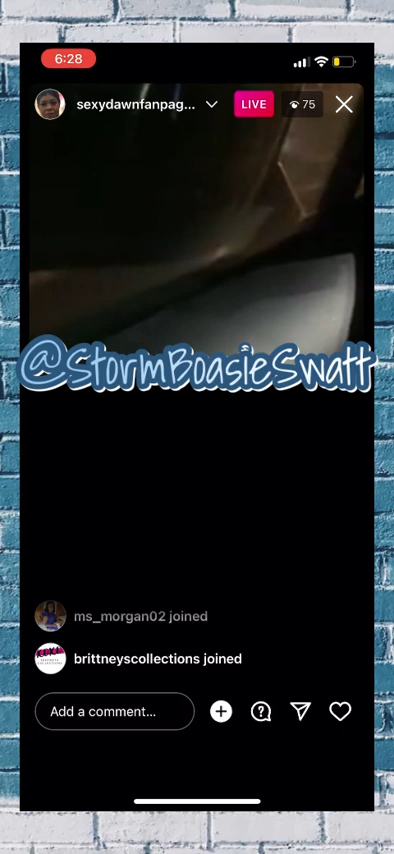 6:28
sexydawnfanpag...
LIVE
75
@StormBoasieSwatt
ms_morgan02 joined
brittneyscollections joined
Add a comment...